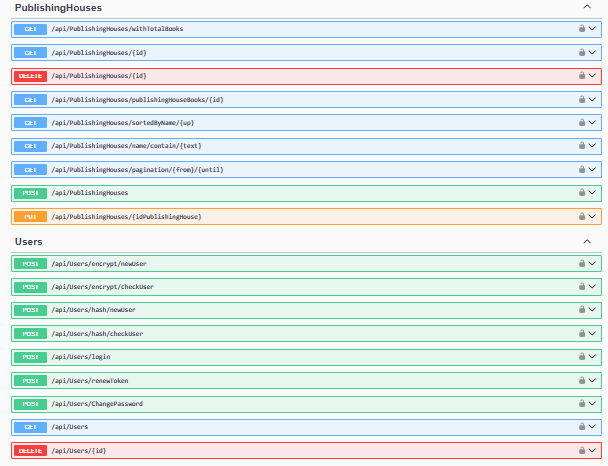 PublishingHouses
GET /api/PublishingHouses/withTotalBooks
GET /api/PublishingHouses/{id}
DELETE /api/PublishingHouses/{id}
GET /api/PublishingHouses/publishingHouseBooks/{id}
GET /api/PublishingHouses/sortedByName/{up}
GET /api/PublishingHouses/name/contain/{text}
GET /api/PublishingHouses/pagination/{from}/{until}
POST /api/PublishingHouses
PUT /api/PublishingHouses/{idPublishingHouse}
Users
POST /api/Users/encrypt/newUser
POST /api/Users/encrypt/checkUser
POST /api/Users/hash/newUser
POST /api/Users/hash/checkUser
POST /api/Users/login
POST /api/Users/renewToken
POST /api/Users/ChangePassword
GET /api/Users
DELETE /api/Users/{id}